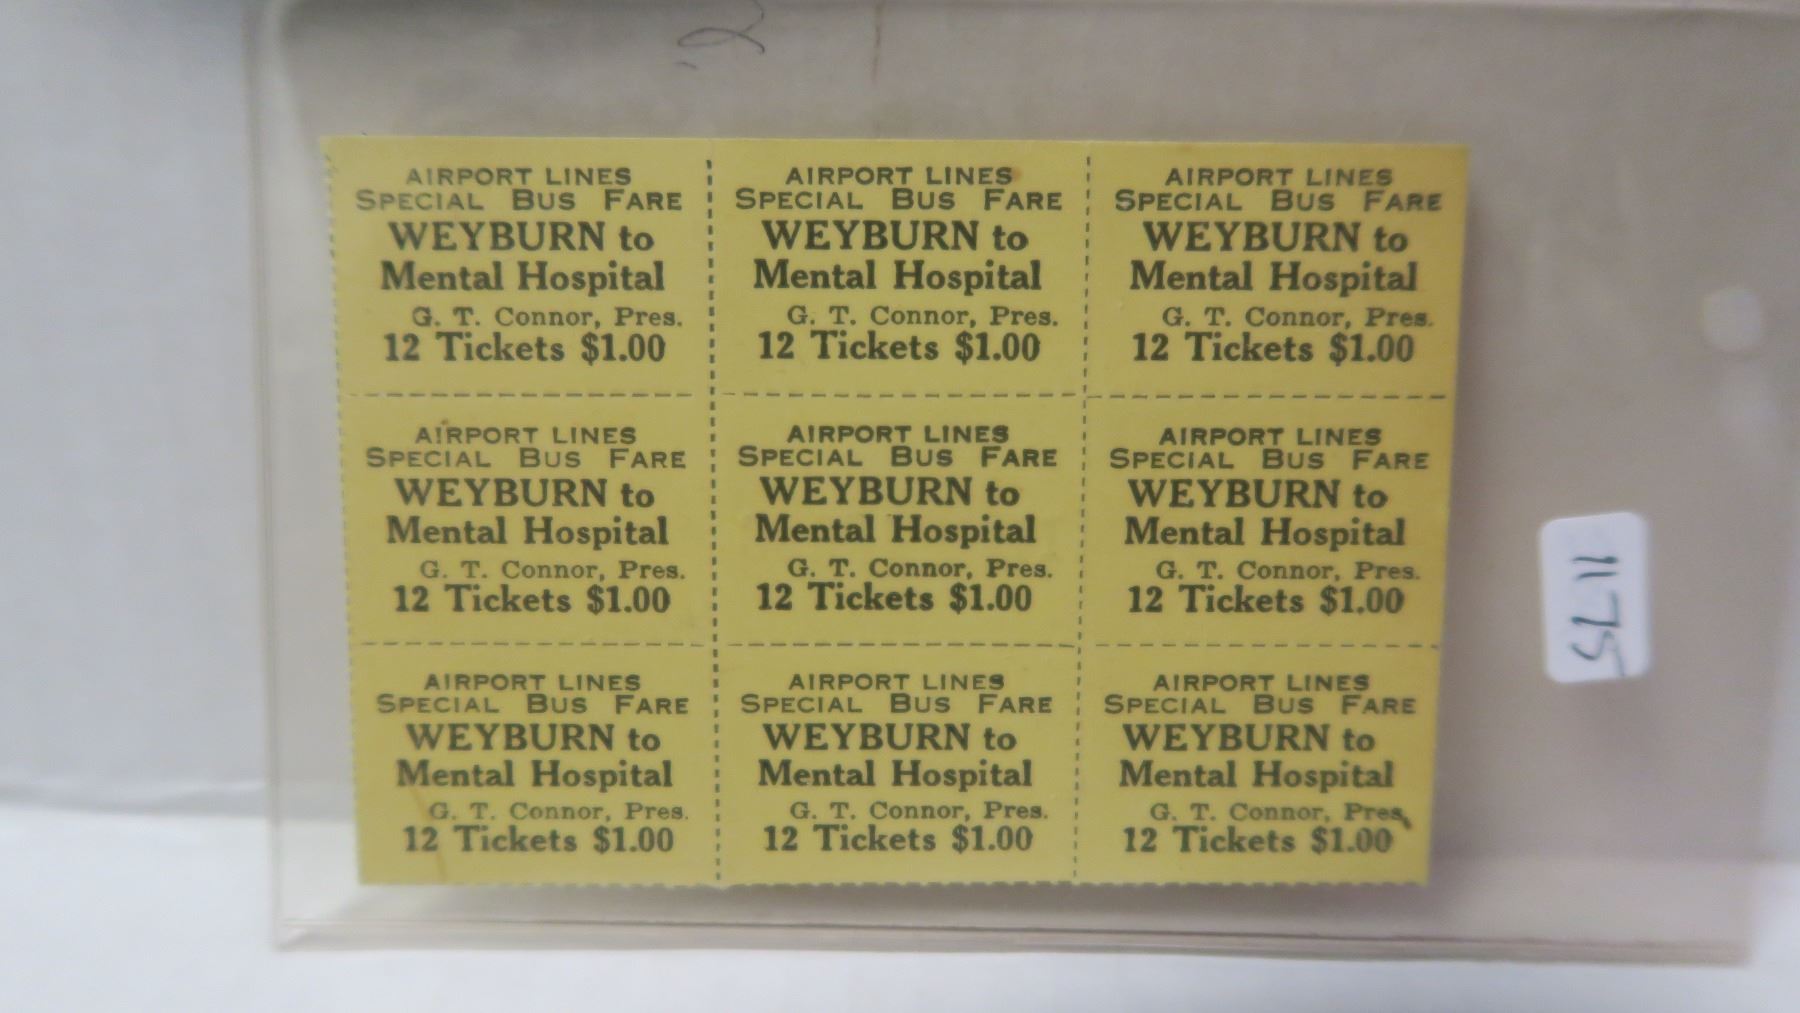 2
AIRPORT LINES
SPECIAL BUS FARE
WEYBURN to
Mental Hospital
G. T. Connor, Pres.
12 Tickets $1.00
AIRPORT LINES
SPECIAL BUS FARE
WEYBURN to
Mental Hospital
G. T. Connor, Pres.
12 Tickets $1.00
AIRPORT LINES
SPECIAL BUS FARE
WEYBURN to
Mental Hospital
G. T. Connor, Pres.
12 Tickets $1.00
AIRPORT LINES
SPECIAL BUS FARE
WEYBURN to
Mental Hospital
G. T. Connor, Pres.
12 Tickets $1.00
AIRPORT LINES
SPECIAL BUS FARE
WEYBURN to
Mental Hospital
G. T. Connor, Pres.
12 Tickets $1.00
AIRPORT LINES
SPECIAL BUS FARE
WEYBURN to
Mental Hospital
G. T. Connor, Pres.
12 Tickets $1.00
AIRPORT LINES
SPECIAL BUS FARE
WEYBURN to
Mental Hospital
G. T. Connor, Pres.
12 Tickets $1.00
AIRPORT LINES
SPECIAL BUS FARE
WEYBURN to
Mental Hospital
G. T. Connor, Pres.
12 Tickets $1.00
AIRPORT LINES
SPECIAL BUS FARE
WEYBURN to
Mental Hospital
G. T. Connor, Pres.
12 Tickets $1.00
1175